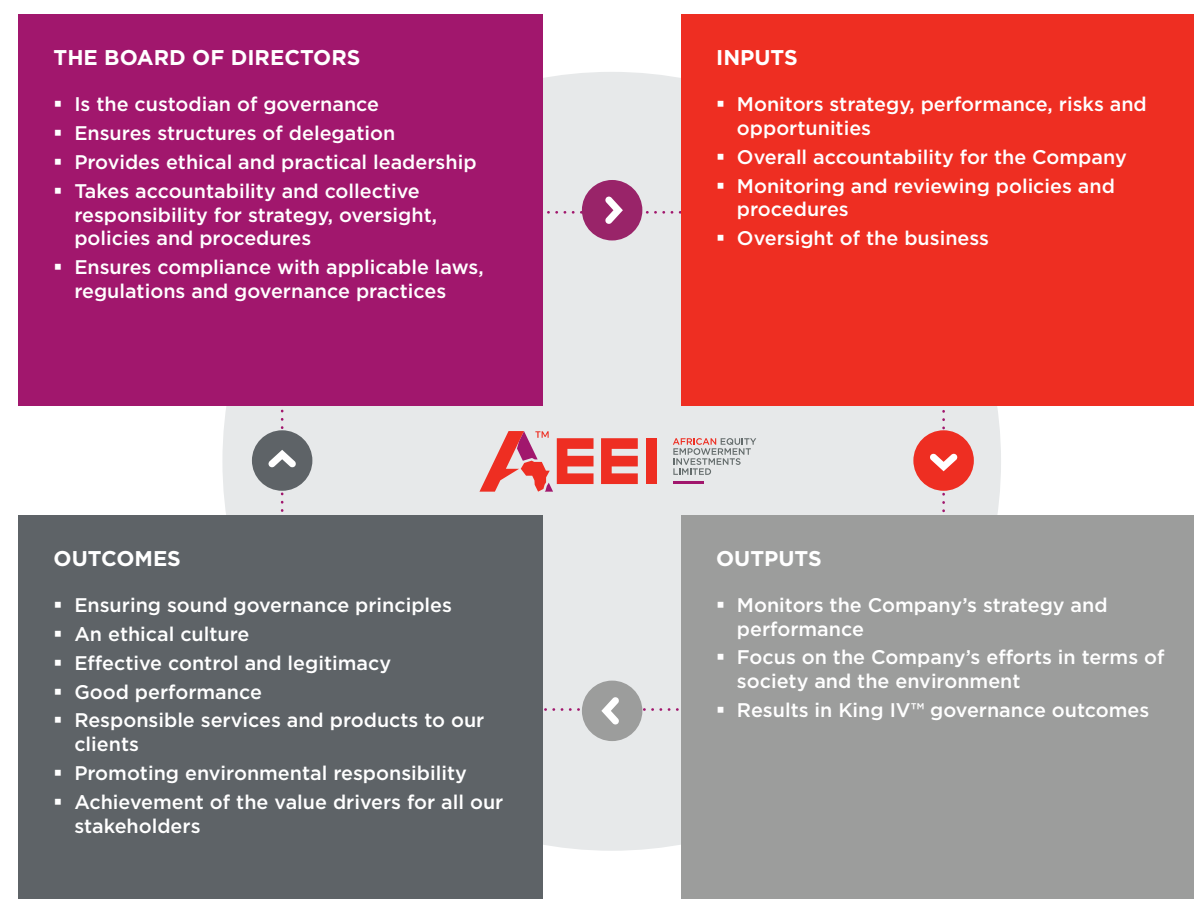 THE BOARD OF DIRECTORS
▪ Is the custodian of governance
▪ Ensures structures of delegation
▪ Provides ethical and practical leadership
▪ Takes accountability and collective
responsibility for strategy, oversight,
policies and procedures
▪ Ensures compliance with applicable laws,
regulations and governance practices
INPUTS
▪ Monitors strategy, performance, risks and
opportunities
▪ Overall accountability for the Company
▪ Monitoring and reviewing policies and
procedures
▪ Oversight of the business
AEEI™
AFRICAN EQUITY
EMPOWERMENT
INVESTMENTS
LIMITED
OUTCOMES
▪ Ensuring sound governance principles
▪ An ethical culture
▪ Effective control and legitimacy
▪ Good performance
▪ Responsible services and products to our
clients
▪ Promoting environmental responsibility
▪ Achievement of the value drivers for all our
stakeholders
OUTPUTS
▪ Monitors the Company’s strategy and
performance
▪ Focus on the Company’s efforts in terms of
society and the environment
▪ Results in King IV™ governance outcomes